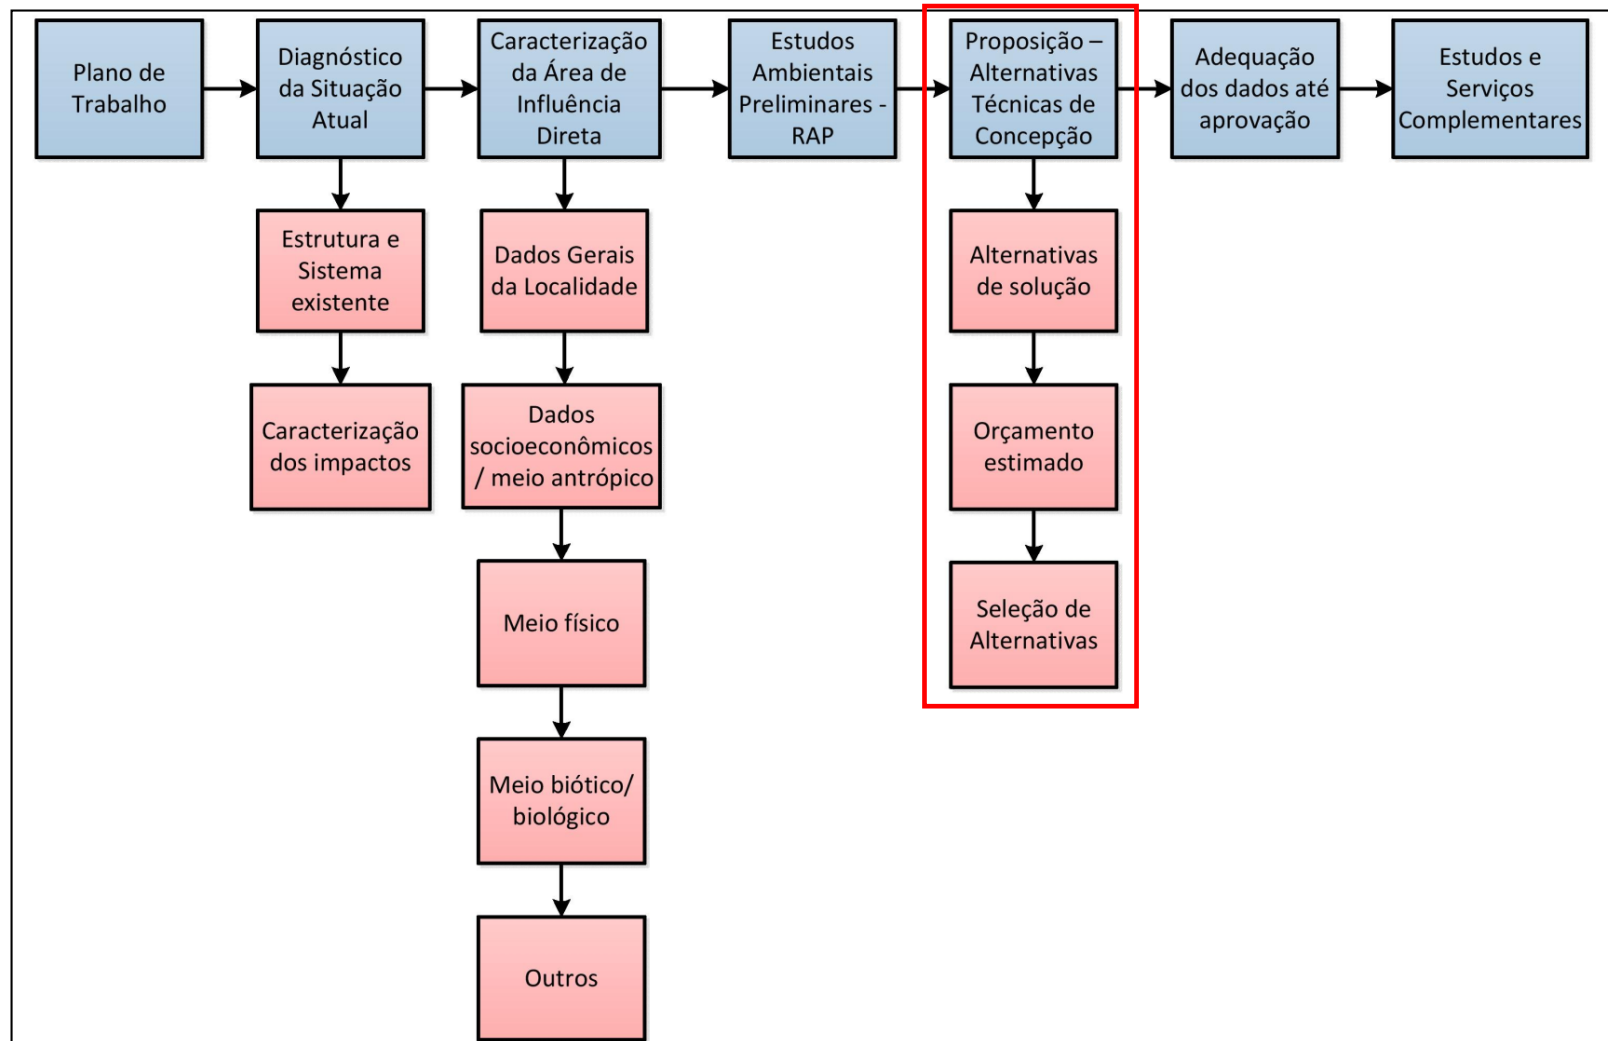 Plano de
Trabalho
Diagnóstico
da Situação
Atual
Caracterização
da Área de
Influência
Direta
Estudos
Ambientais
Preliminares -
RAP
Proposição –
Alternativas
Técnicas de
Concepção
Adequação
dos dados até
aprovação
Estudos e
Serviços
Complementares
Estrutura e
Sistema
existente
Caracterização
dos impactos
Dados Gerais
da Localidade
Dados
socioeconômicos
/ meio antrópico
Meio físico
Meio biótico/
biológico
Outros
Alternativas
de solução
Orçamento
estimado
Seleção de
Alternativas